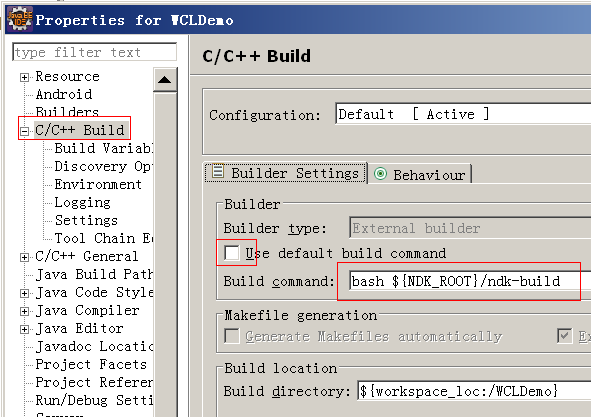 Properties for WCLDemo
type filter text
Resource
Android
Builders
C/C++ Build
Build Variabl
Discovery Opt
Environment
Logging
Settings
Tool Chain Ed
C/C++ General
Java Build Path
Java Code Style
Java Compiler
Java Editor
Javadoc Locatio
Project Facets
Project Referen
Run/Debug Setti
C/C++ Build
Configuration:
Default [ Active ]
Builder Settings
Behaviour
Builder
Builder type:
External builder
Use default build command
Build command:
bash ${NDK_ROOT}/ndk-build
Makefile generation
Generate Makefiles automatically
Build location
Build directory:
${workspace_loc:/WCLDemo}